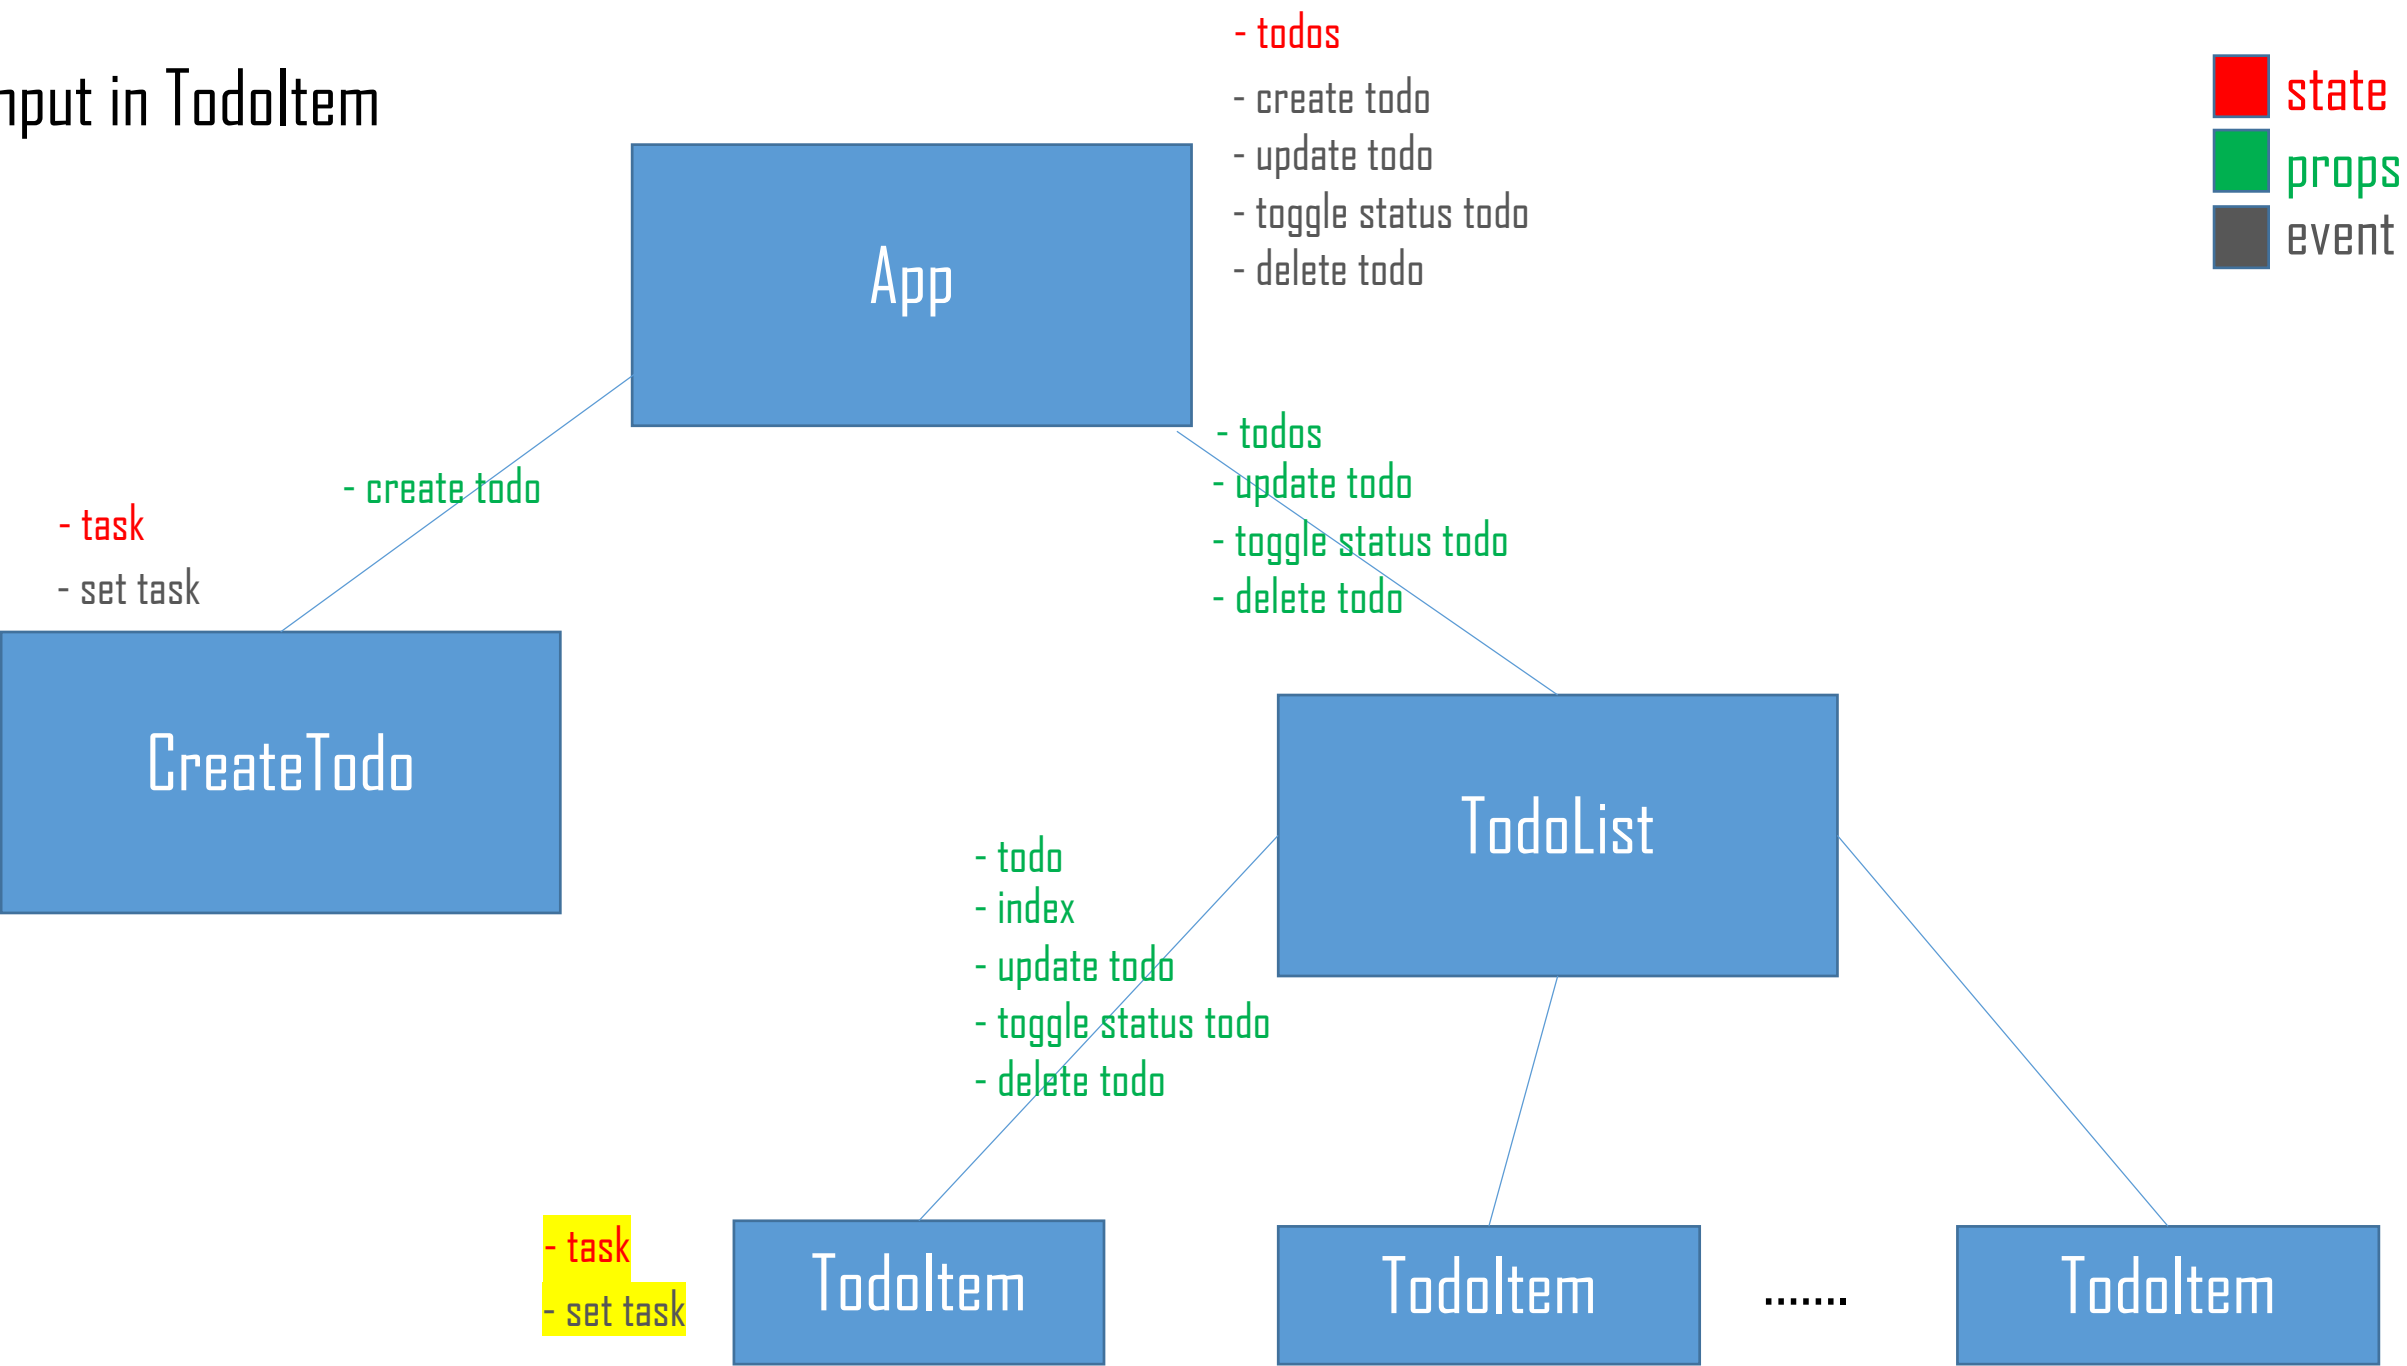 in TodoItem
- todos
- create todo
- update todo
- toggle status todo
- delete todo
state
props
event
App
- create todo
- todos
- update todo
- toggle status todo
- delete todo
- task
- set task
CreateTodo
TodoList
- todo
- index
- update todo
- toggle status todo
- delete todo
- task
- set task
TodoItem
TodoItem
.......
TodoItem